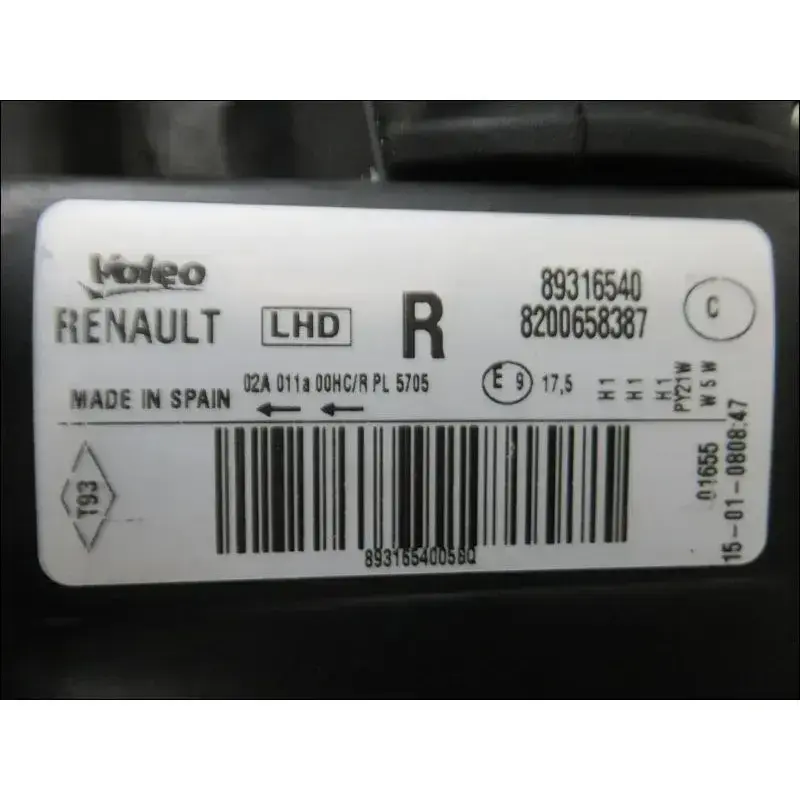 Valeo
RENAULT
LHD
R
89316540
8200658387
C
MADE IN SPAIN
02A 011a 00HC/R PL 5705
E 9
17,5
H1
H1
H1
PY21W
W5W
T93
893165400560
01655
15-01-0808:47